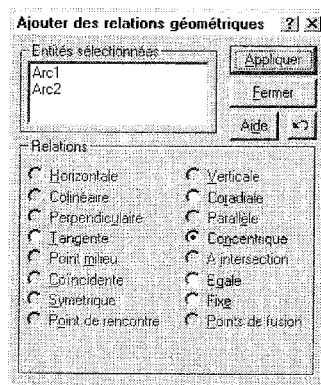 Ajouter des relations géométriques ? X
Entités sélectionnées
Arc1
Arc2
Appliquer
Fermer
Aide
Relations
Horizontale Verticale
Colinéaire Coradiale
Perpendiculaire Parallèle
Tangente Concentrique
Point milieu A intersection
Coïncidente Egale
Symétrique Fixe
Point de rencontre Points de fusion